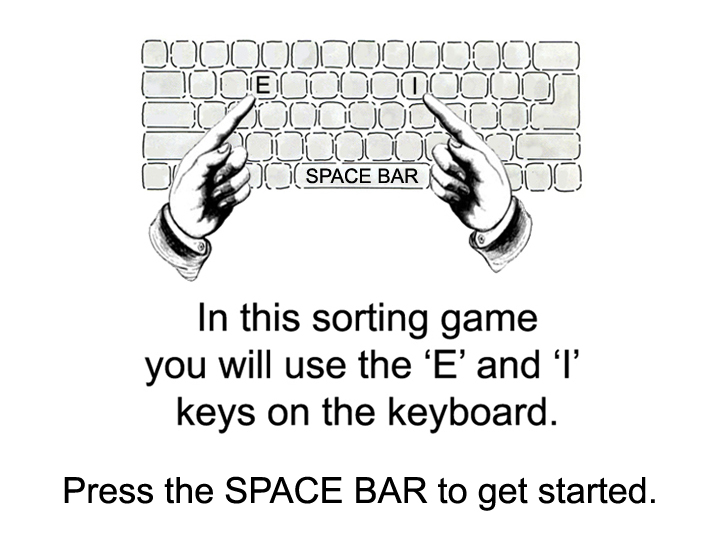 E I
SPACE BAR
In this sorting game
you will use the ‘E’ and ‘I’
keys on the keyboard.
Press the SPACE BAR to get started.